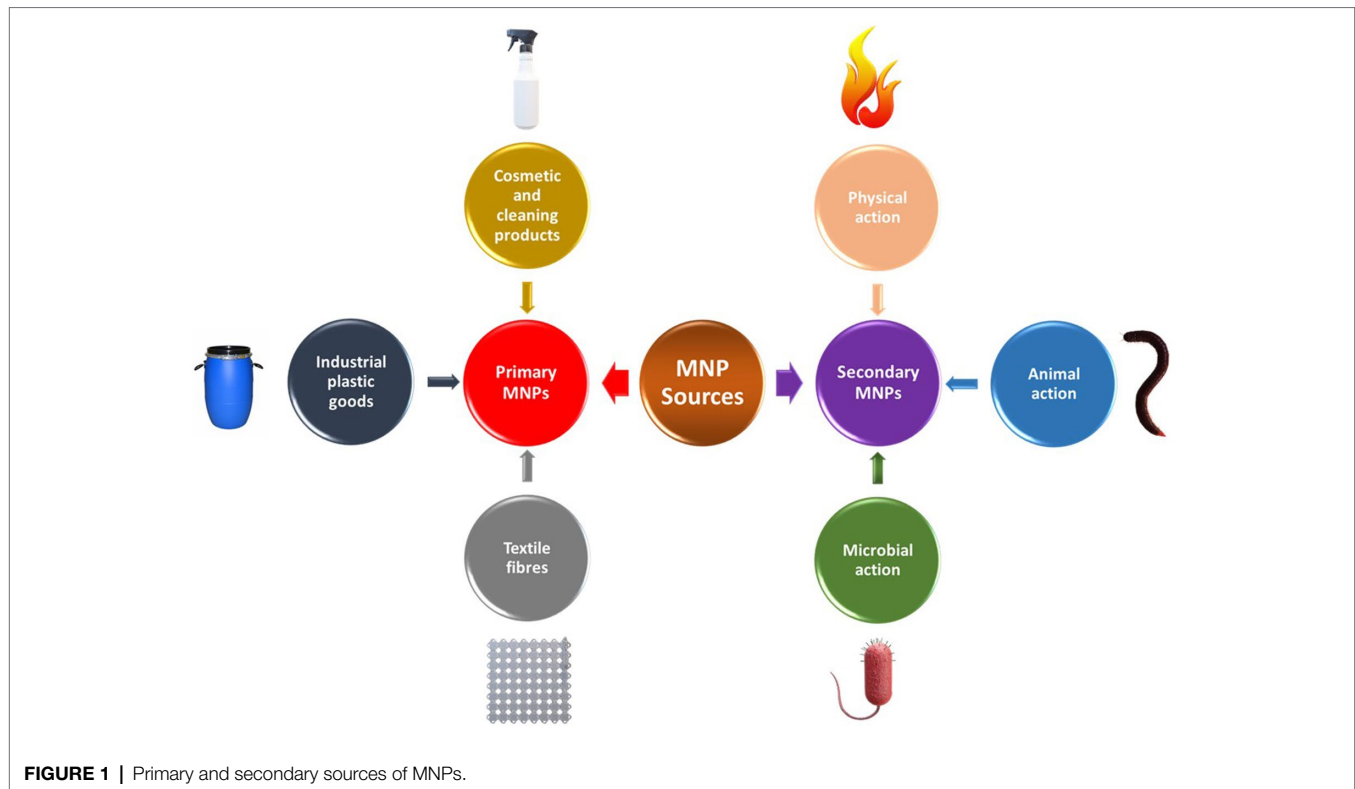 Cosmetic
and
cleaning
products
Physical
action
Industrial
plastic
goods
Primary
MNPs
MNP
Sources
Secondary
MNPs
Animal
action
Textile
fibres
Microbial
action
FIGURE 1 | Primary and secondary sources of MNPs.